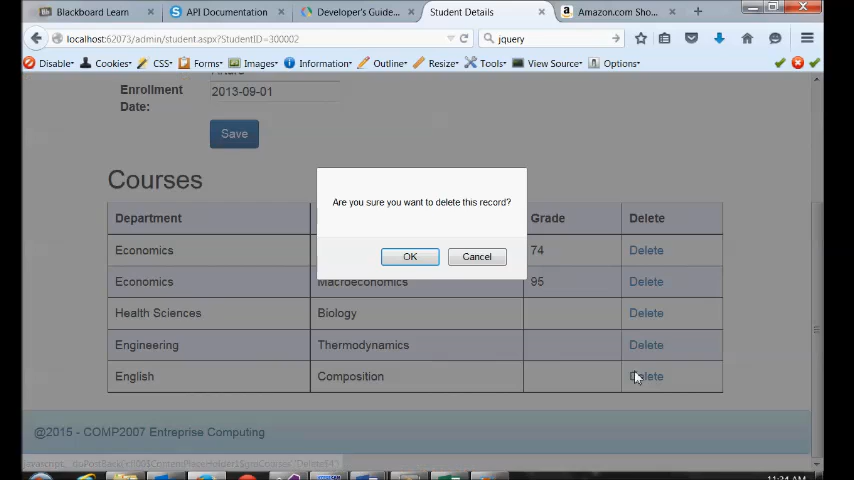 Blackboard Learn
API Documentation
Developer's Guide...
Student Details
Amazon.com Sho...
localhost:62073/admin/student.aspx?StudentID=300002
jquery
Disable
Cookies
CSS
Forms
Images
Information
Outline
Resize
Tools
View Source
Options
Enrollment
Date:
2013-09-01
Save
Courses
Are you sure you want to delete this record?
OK
Cancel
Department
Grade
Delete
Economics
74
Delete
Economics
Macroeconomics
95
Delete
Health Sciences
Biology
Delete
Engineering
Thermodynamics
Delete
English
Composition
Delete
@2015 - COMP2007 Entreprise Computing
11:34 AM